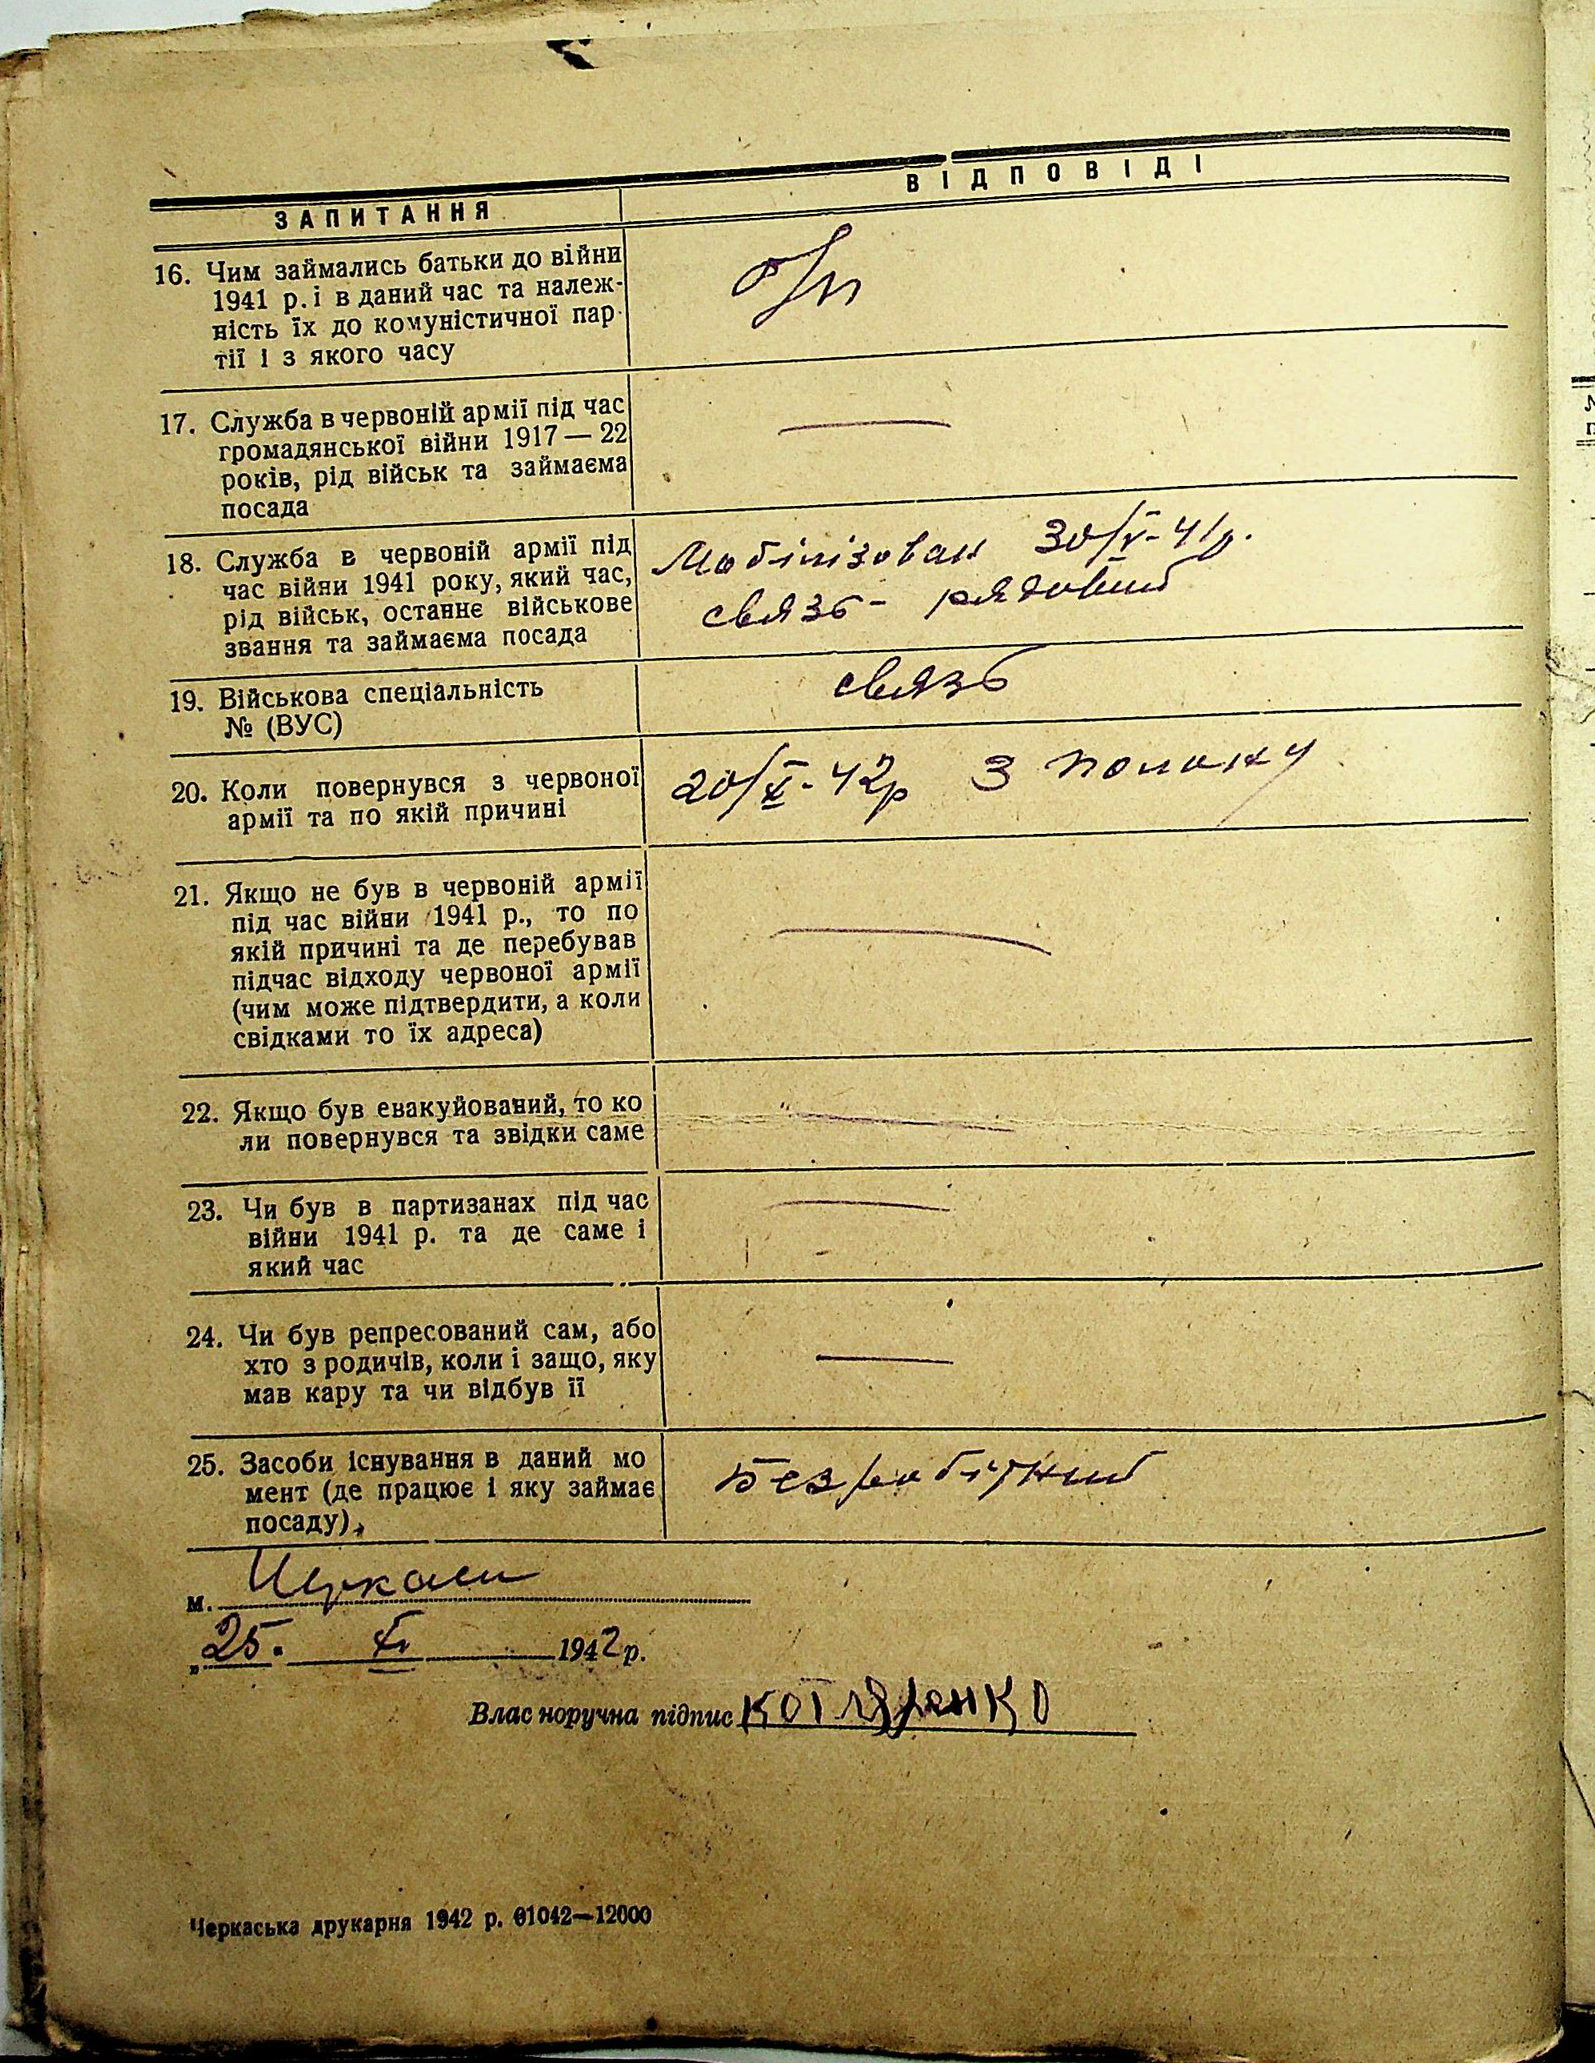 ЗАПИТАННЯ
ВІДПОВІДІ
16. Чим займались батьки до війни
1941 р. і в даний час та належ-
ність їх до комуністичної пар-
тії і з якого часу
б/п
17. Служба в червоній армії під час
громадянської війни 1917 — 22
років, рід військ та займаєма
посада
—
18. Служба в червоній армії під
час війни 1941 року, який час,
рід військ, останнє військове
звання та займаєма посада
Мобілізован 30/V-41р.
связь - рядовий
19. Військова спеціальність
№ (ВУС)
связь
20. Коли повернувся з червоної
армії та по якій причині
20/X-42р З полону
21. Якщо не був в червоній армії
під час війни 1941 р., то по
якій причині та де перебував
підчас відходу червоної армії
(чим може підтвердити, а коли
свідками то їх адреса)
—
22. Якщо був евакуйований, то ко
ли повернувся та звідки саме
—
23. Чи був в партизанах під час
війни 1941 р. та де саме і
який час
—
24. Чи був репресований сам, або
хто з родичів, коли і защо, яку
мав кару та чи відбув її
—
25. Засоби існування в даний мо
мент (де працює і яку займає
посаду)
Безробітний
м. Черкаси
„25. XI 1942 р.
Влас норучна підпис Котляренко
Черкаська друкарня 1942 р. 01042—12000